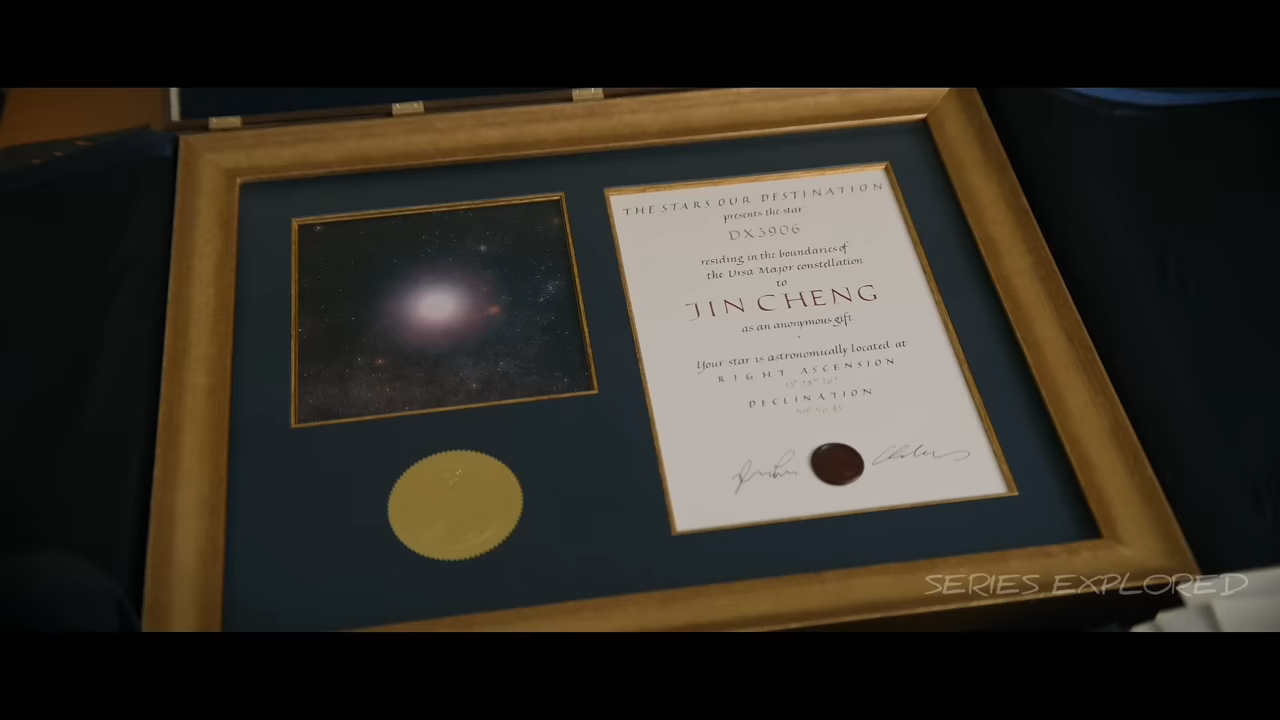 THE STARS OUR DESTINATION
presents the star
DX3906
residing in the boundaries of
the Ursa Major constellation
to
JIN CHENG
as an anonymous gift
Your star is astronomically located at
RIGHT ASCENSION
DECLINATION
SERIES EXPLORED